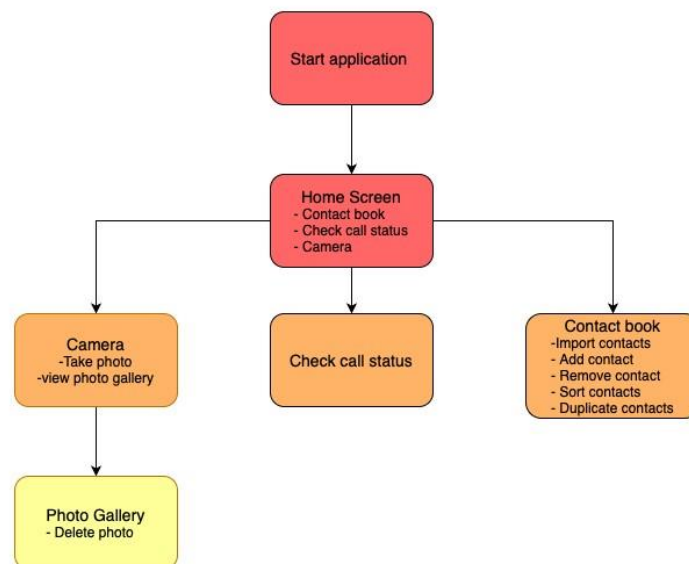 Start application
Home Screen
- Contact book
- Check call status
- Camera
Camera
-Take photo
-view photo gallery
Check call status
Contact book
-Import contacts
- Add contact
- Remove contact
- Sort contacts
- Duplicate contacts
Photo Gallery
- Delete photo